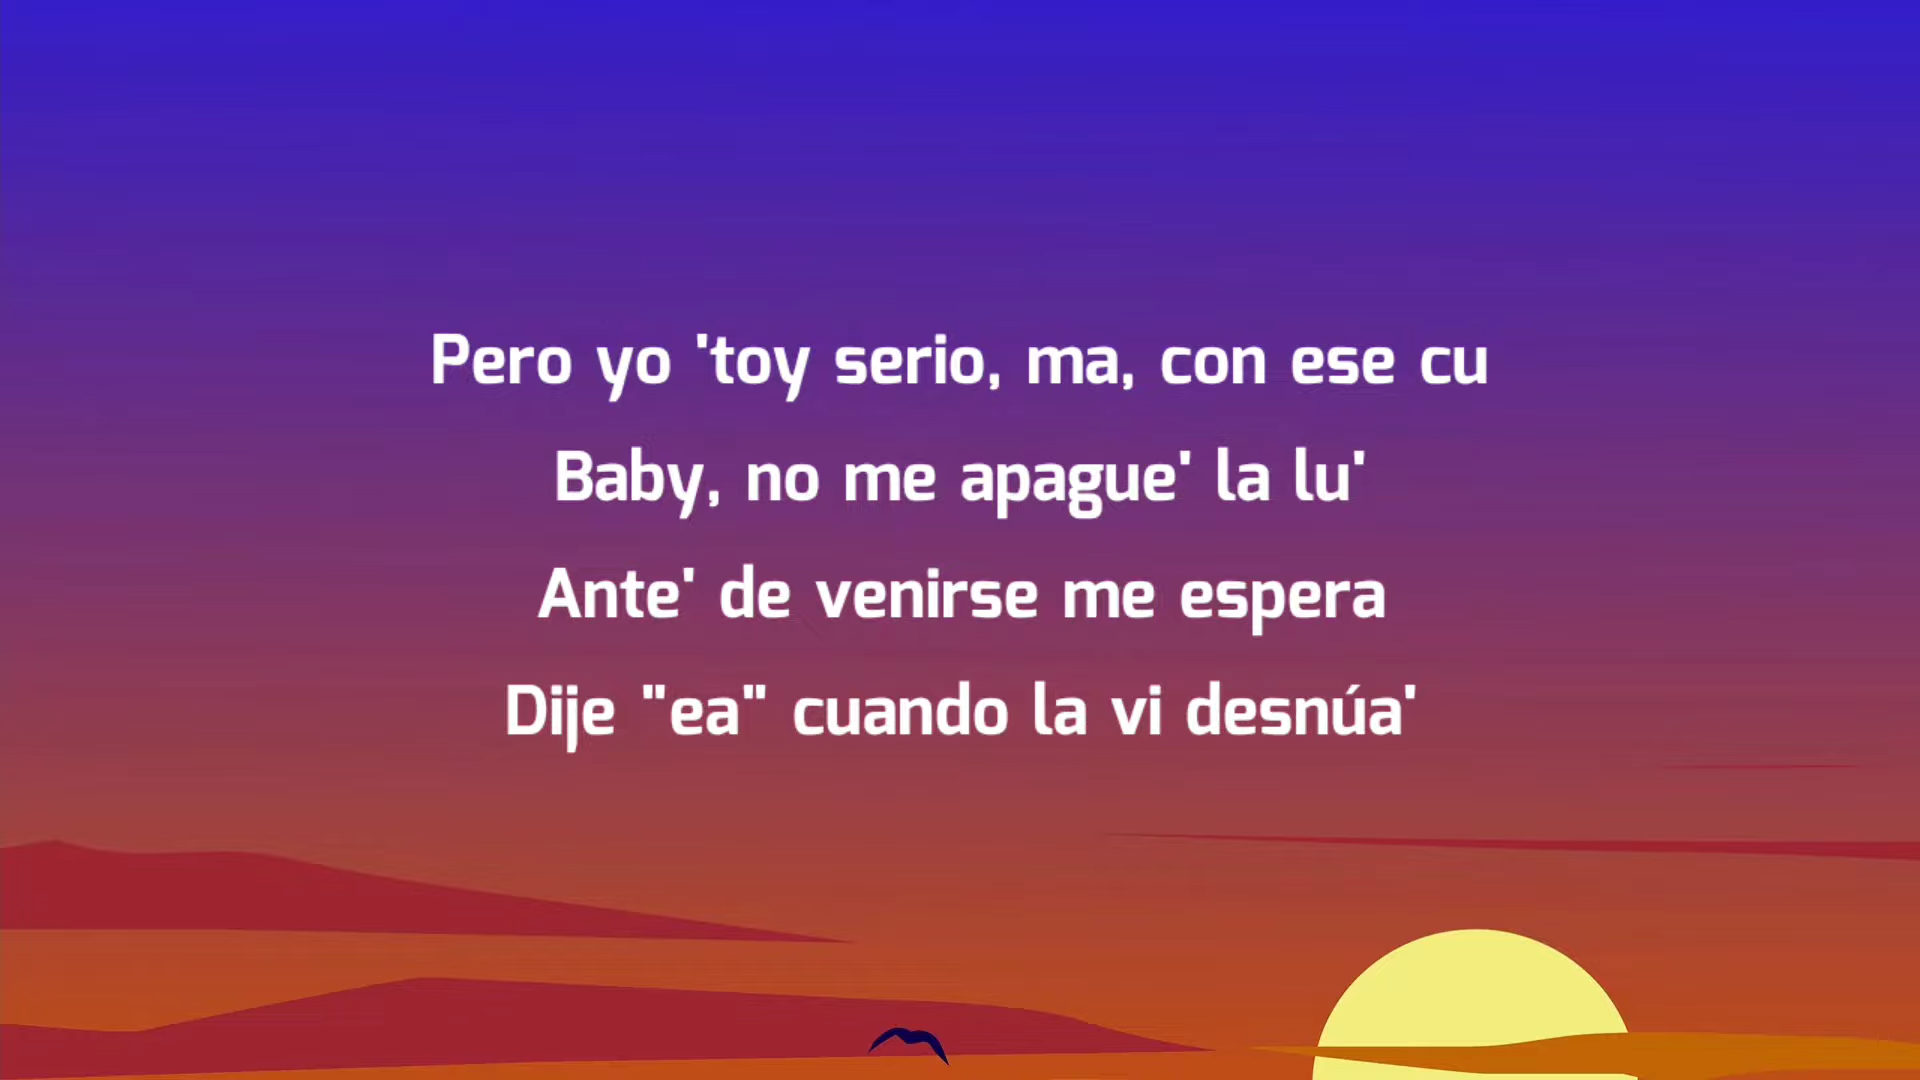 Pero yo 'toy serio, ma, con ese cu
Baby, no me apague' la lu'
Ante' de venirse me espera
Dije "ea" cuando la vi desnúa'